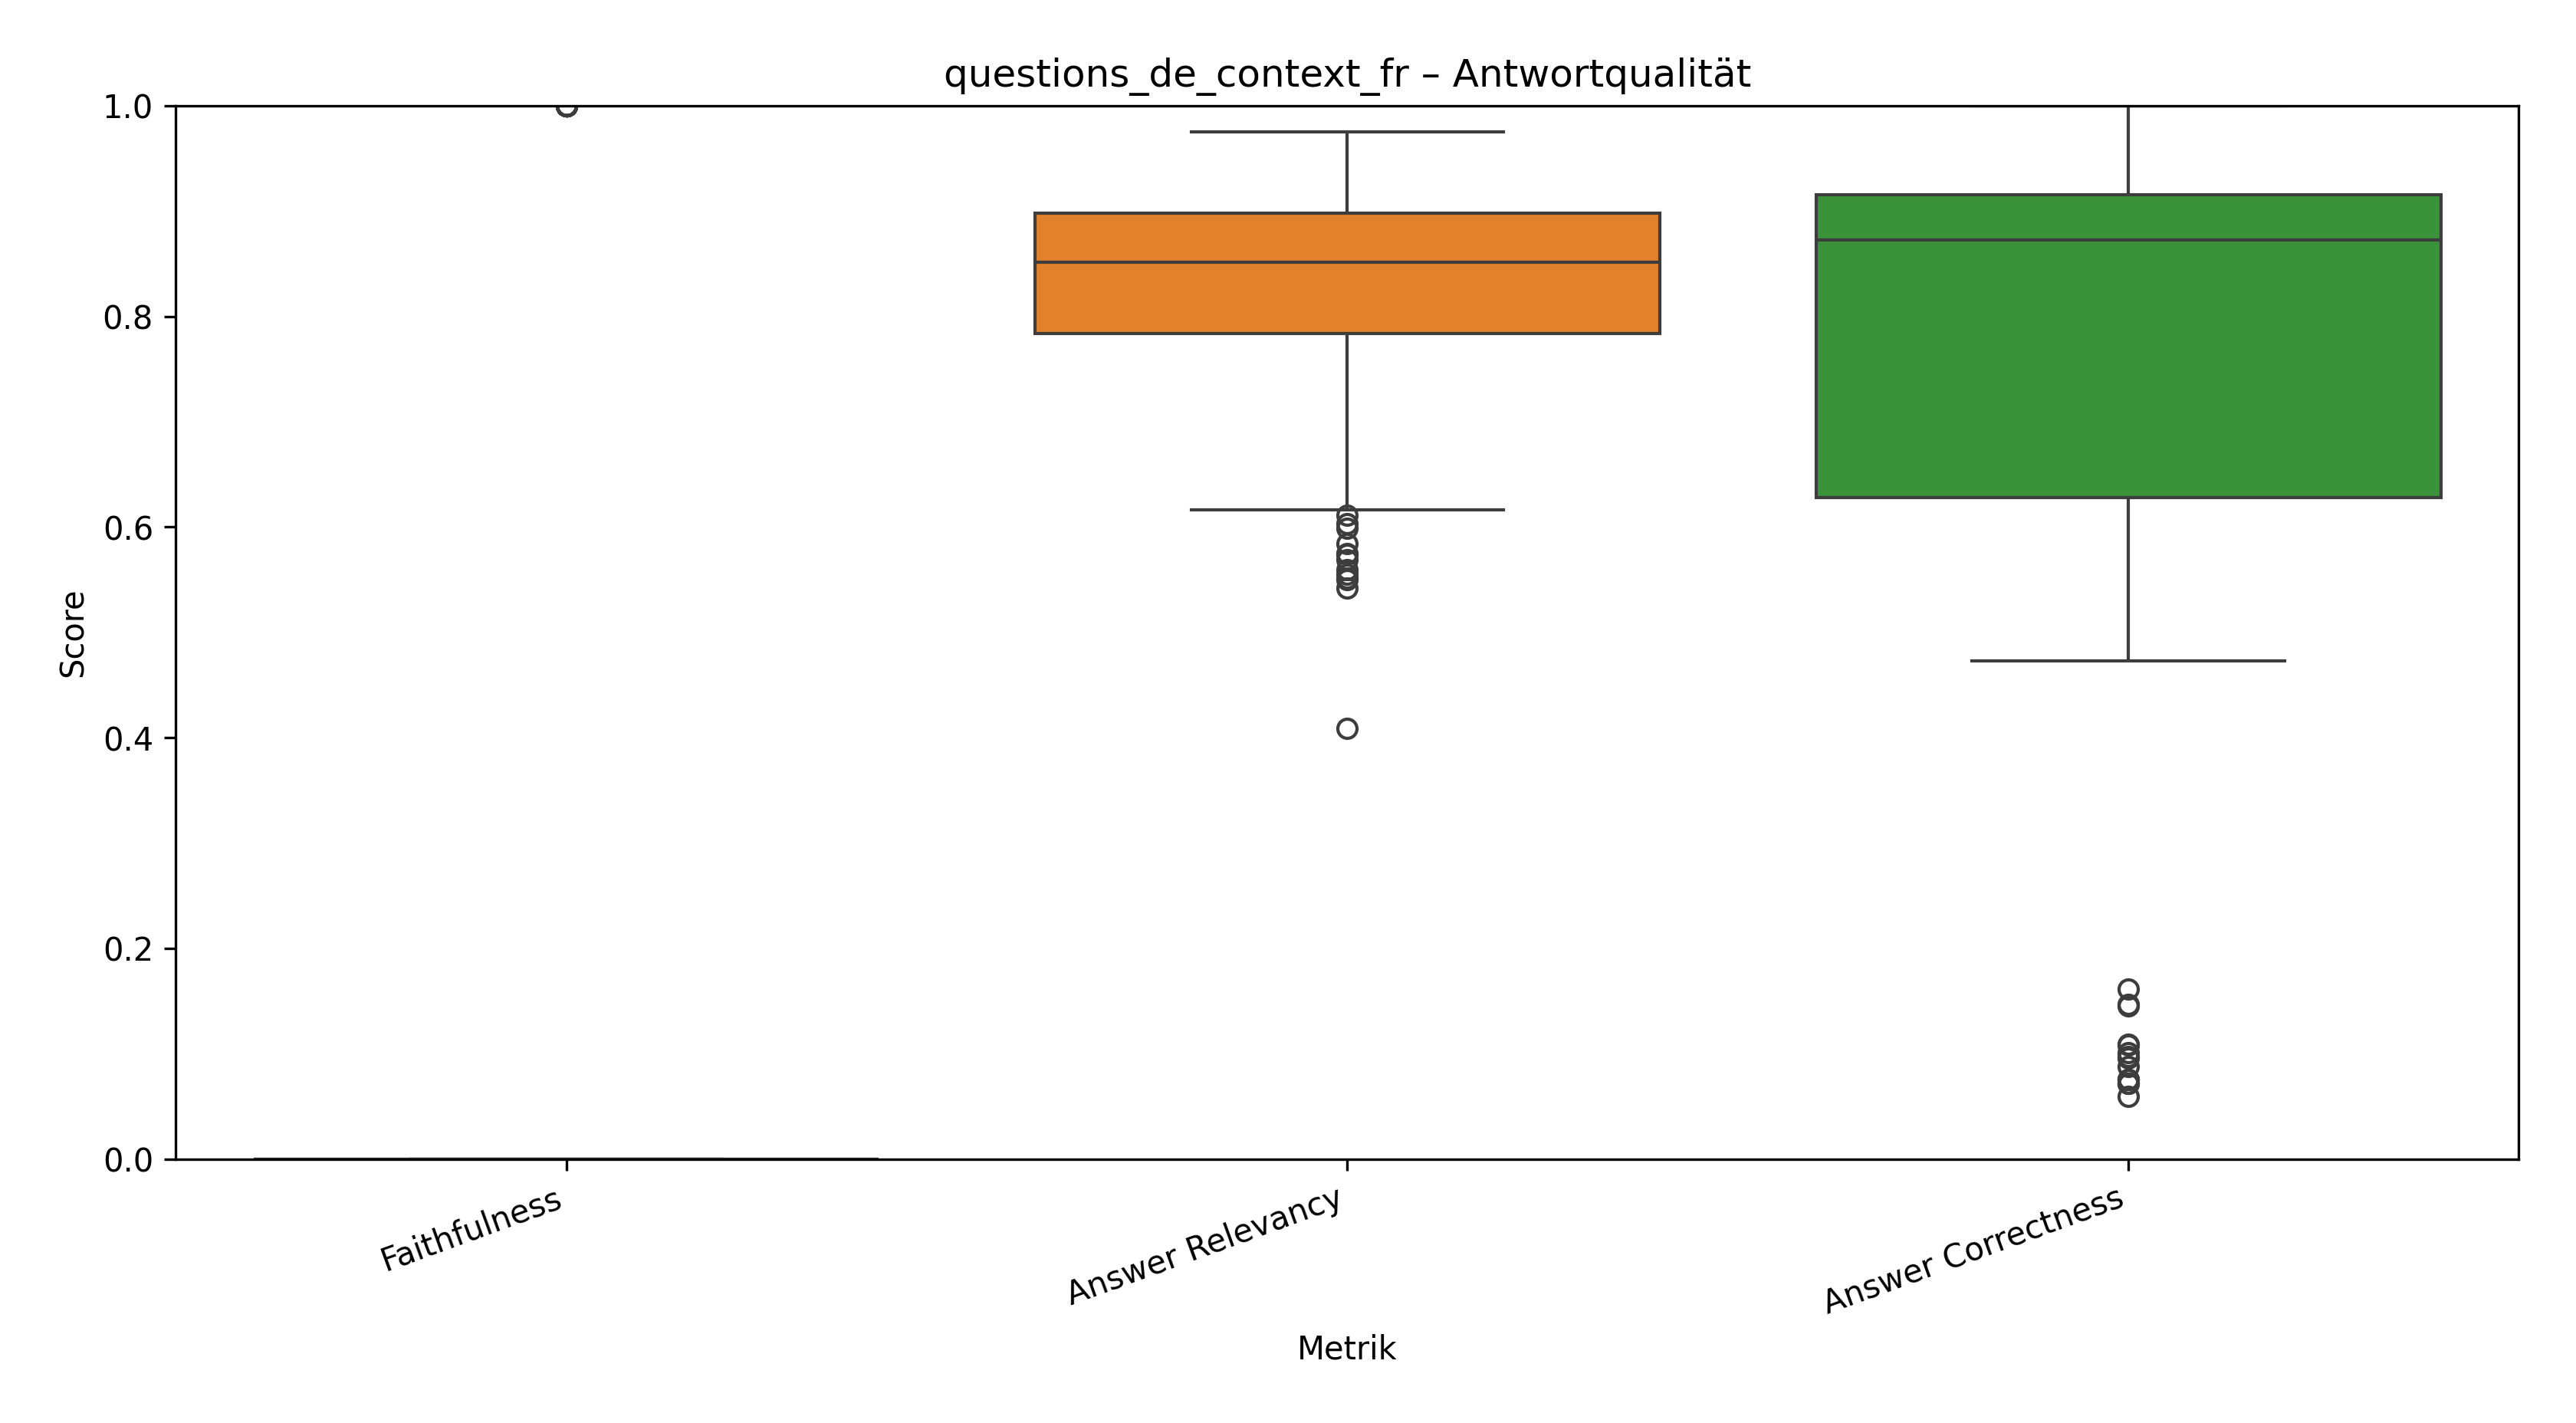 questions_de_context_fr – Antwortqualität
1.0
0.8
0.6
0.4
0.2
0.0
Score
Faithfulness
Answer Relevancy
Answer Correctness
Metrik